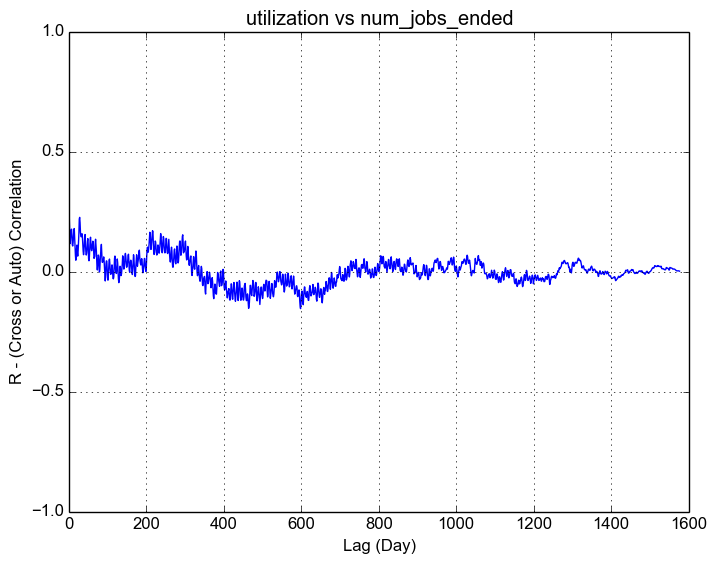 utilization vs num_jobs_ended
1.0
0.5
0.0
−0.5
−1.0
R - (Cross or Auto) Correlation
0 200 400 600 800 1000 1200 1400 1600
Lag (Day)